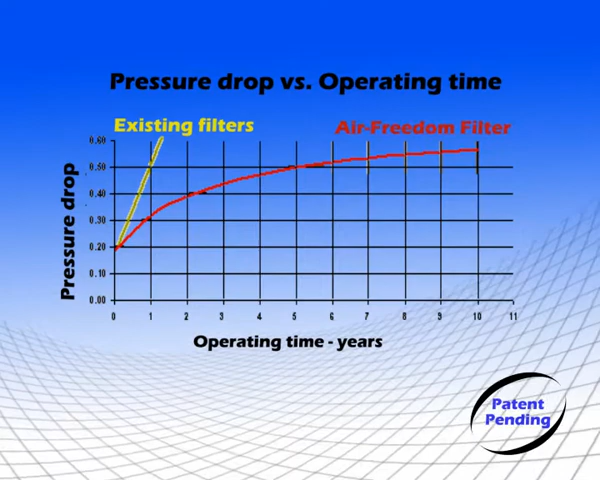 Pressure drop vs. Operating time
Existing filters
Air-Freedom Filter
Pressure drop
0.60
0.50
0.40
0.30
0.20
0.10
0.00
0 1 2 3 4 5 6 7 8 9 10 11
Operating time - years
Patent
Pending